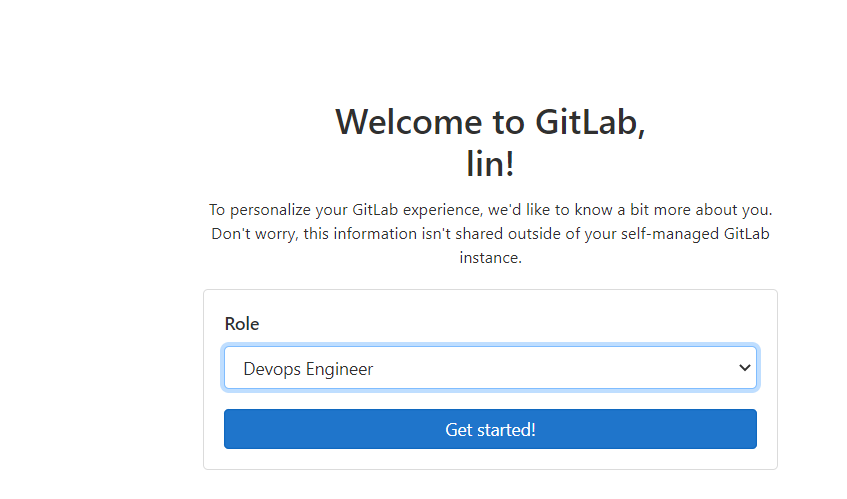 Welcome to GitLab,
lin!
To personalize your GitLab experience, we'd like to know a bit more about you.
Don't worry, this information isn't shared outside of your self-managed GitLab
instance.
Role
Devops Engineer
Get started!